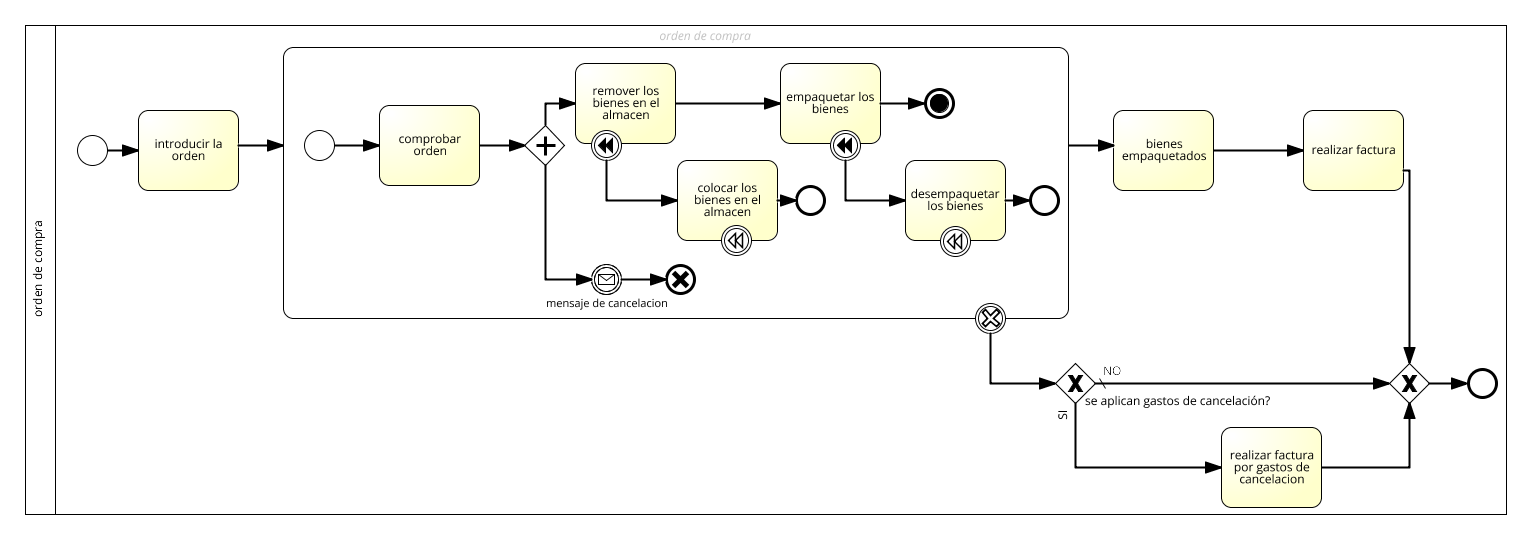 orden de compra
orden de compra
introducir la
orden
comprobar
orden
remover los
bienes en el
almacen
empaquetar los
bienes
colocar los
bienes en el
almacen
desempaquetar
los bienes
mensaje de cancelacion
bienes
empaquetados
realizar factura
NO
se aplican gastos de cancelación?
SI
realizar factura
por gastos de
cancelacion